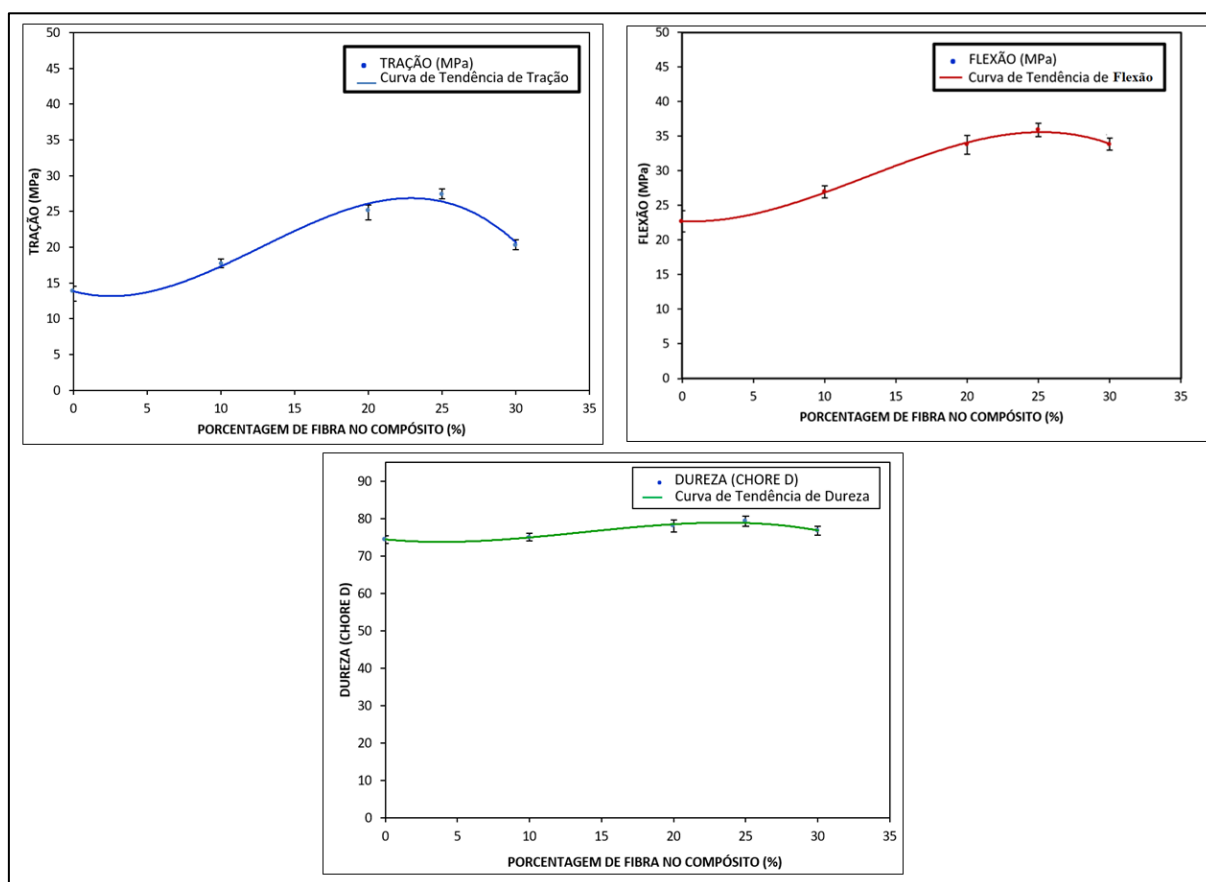 TRAÇÃO (MPa)
50
45
40
35
30
25
20
15
10
5
0
TRAÇÃO (MPa)
Curva de Tendência de Tração
0 5 10 15 20 25 30 35
PORCENTAGEM DE FIBRA NO COMPÓSITO (%)
FLEXÃO (MPa)
50
45
40
35
30
25
20
15
10
5
0
FLEXÃO (MPa)
Curva de Tendência de Flexão
0 5 10 15 20 25 30 35
PORCENTAGEM DE FIBRA NO COMPÓSITO (%)
DUREZA (CHORE D)
90
80
70
60
50
40
30
20
10
0
DUREZA (CHORE D)
Curva de Tendência de Dureza
0 5 10 15 20 25 30 35
PORCENTAGEM DE FIBRA NO COMPÓSITO (%)